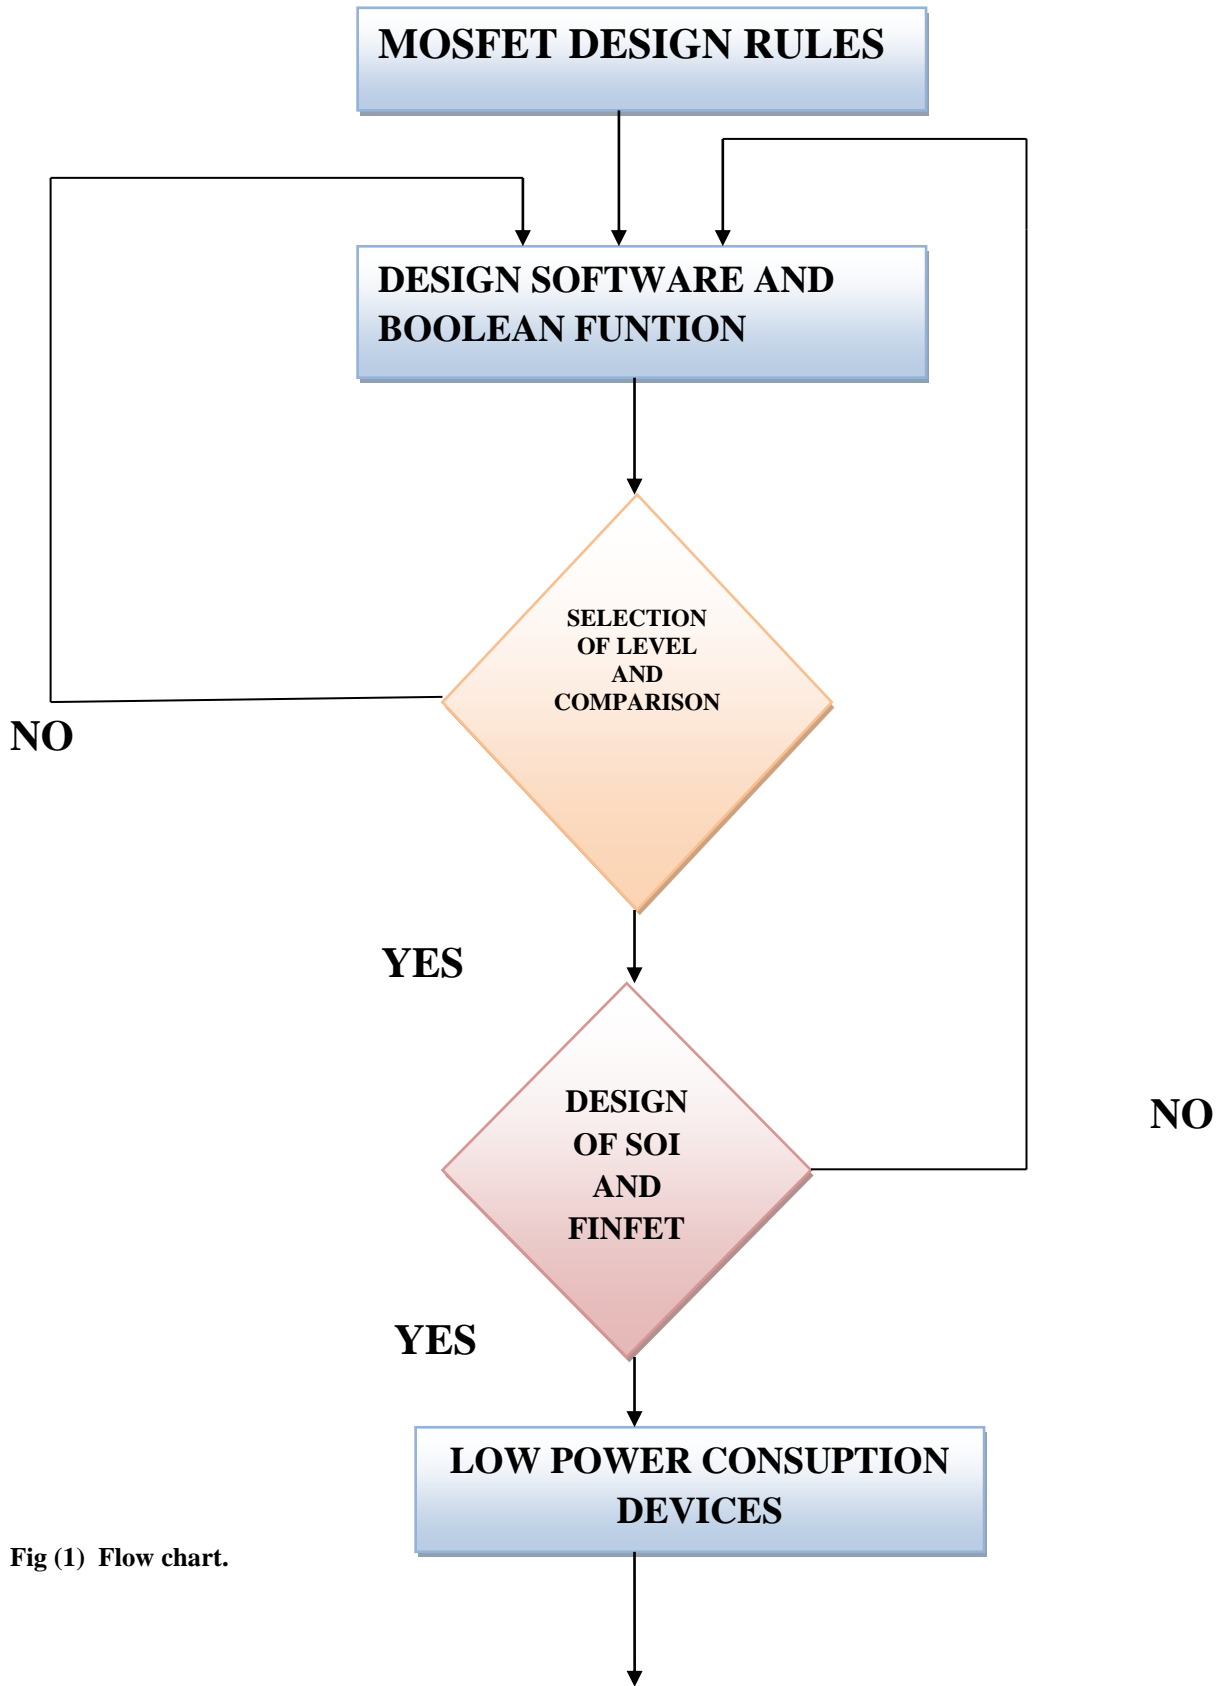 MOSFET DESIGN RULES
DESIGN SOFTWARE AND
BOOLEAN FUNTION
SELECTION
OF LEVEL
AND
COMPARISON
NO
YES
DESIGN
OF SOI
AND
FINFET
NO
YES
LOW POWER CONSUPTION
DEVICES
Fig (1) Flow chart.